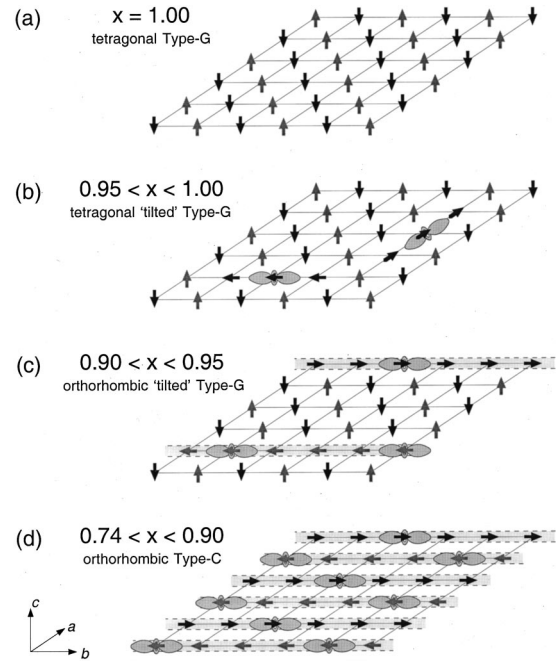 (a)
x = 1.00
tetragonal Type-G
(b)
0.95 < x < 1.00
tetragonal 'tilted' Type-G
(c)
0.90 < x < 0.95
orthorhombic 'tilted' Type-G
(d)
0.74 < x < 0.90
orthorhombic Type-C
c
a
b